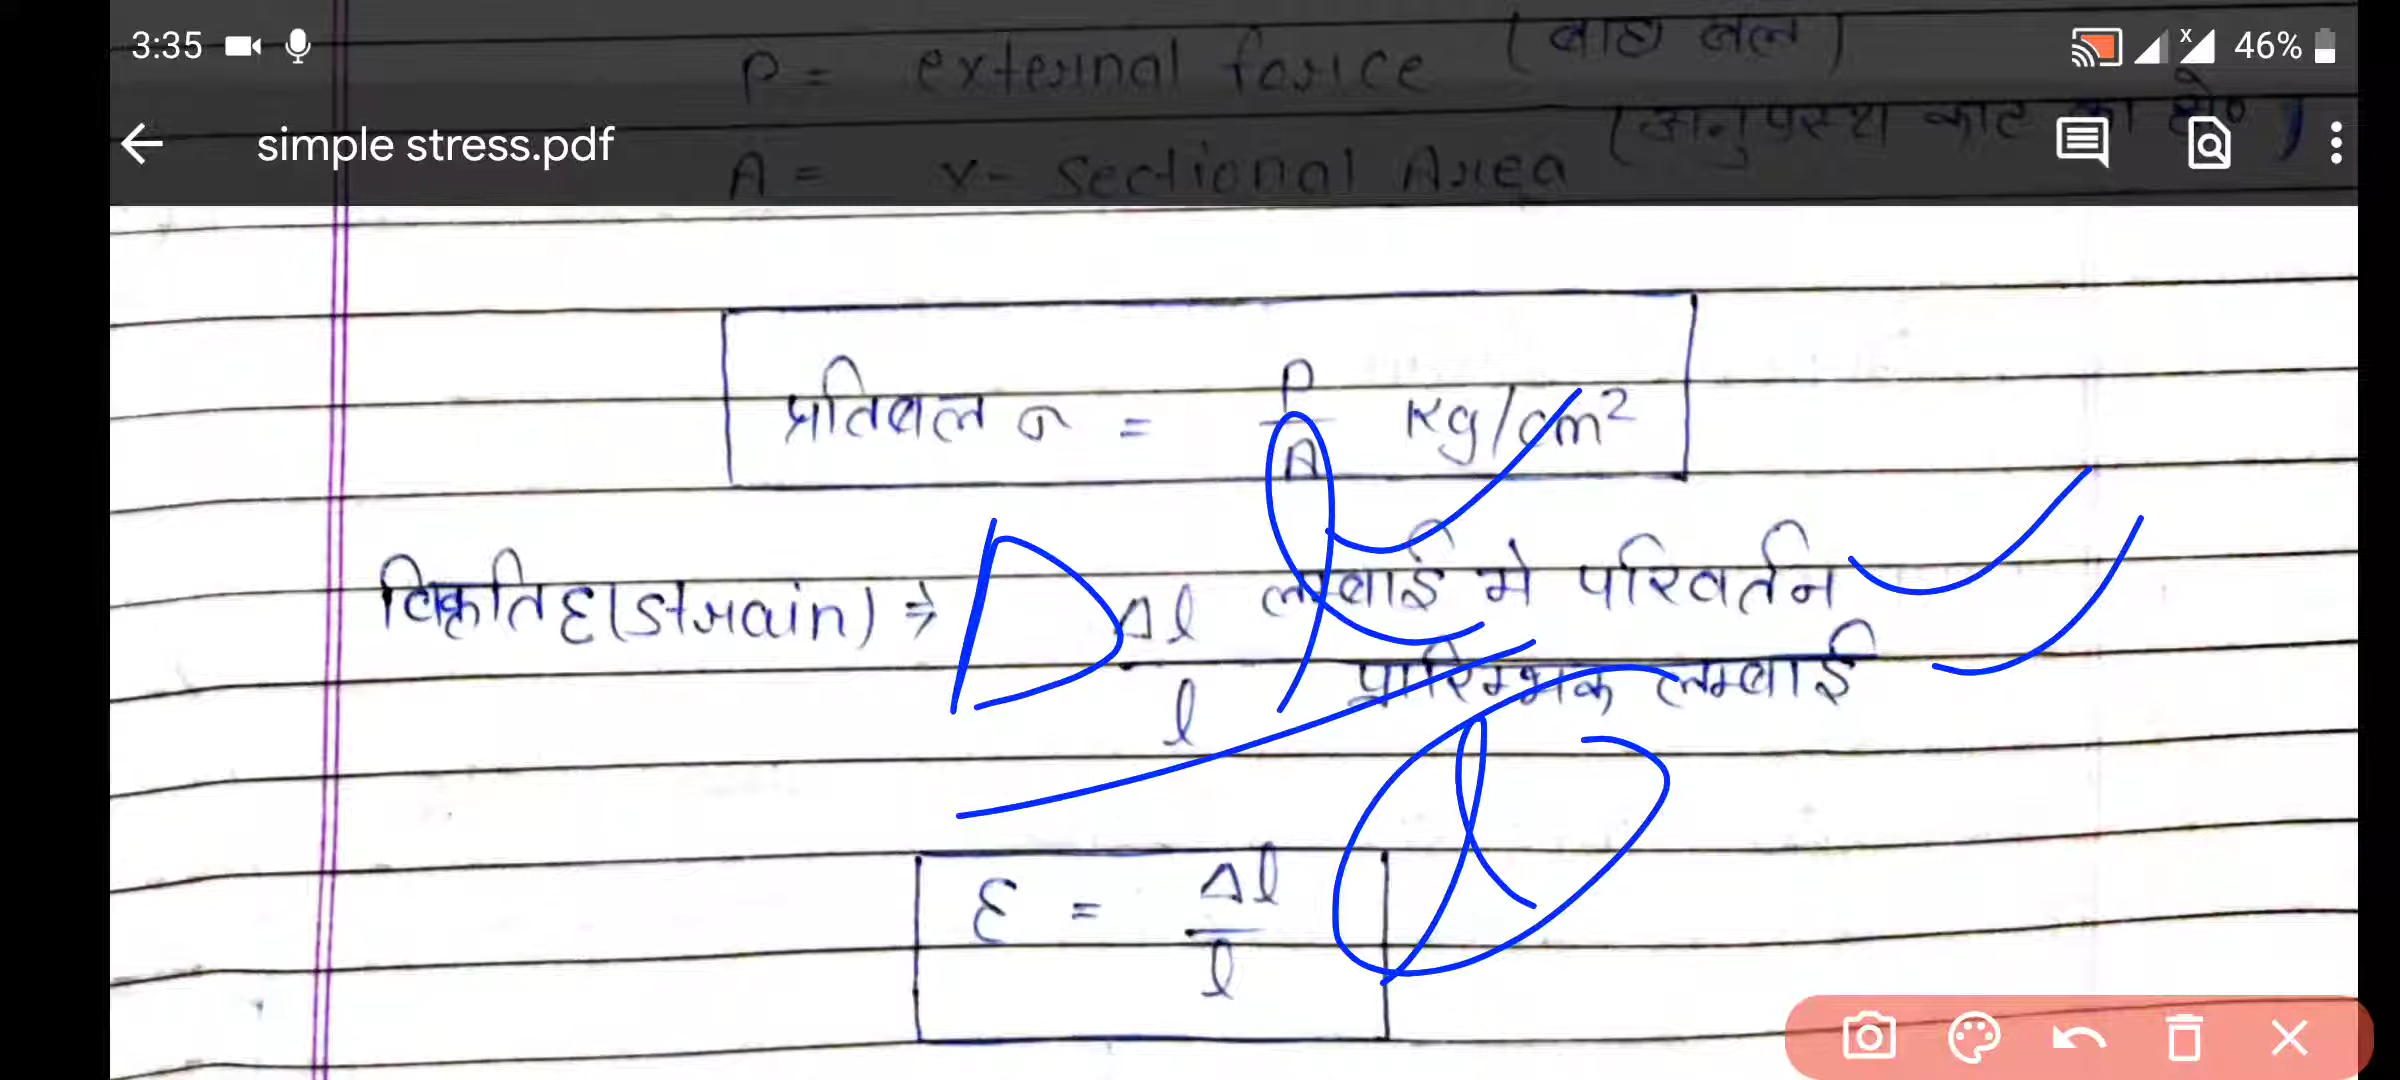 3:35 46%
P = external force (बाह्य बल)
simple stress.pdf
A = x- sectional Area (अनुप्रस्थ काट का क्षे०)
प्रतिबल σ = P/A Kg/cm²
विकृति ε (strain) ⇒ Δl/l लम्बाई मे परिवर्तन
प्रारम्भिक लम्बाई
ε = Δl/l